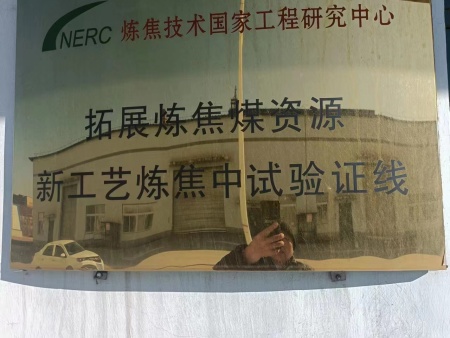 NERC 炼焦技术国家工程研究中心
拓展炼焦煤资源
新工艺炼焦中试验证线